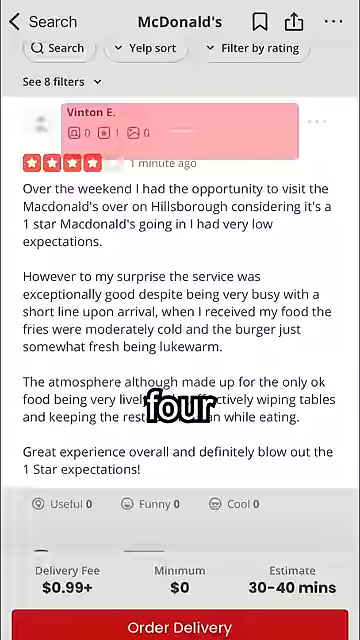 Search
McDonald's
Search
Yelp sort
Filter by rating
See 8 filters
Vinton E.
0 1 0
1 minute ago
Over the weekend I had the opportunity to visit the
Macdonald's over on Hillsborough considering it's a
1 star Macdonald's going in I had very low
expectations.
However to my surprise the service was
exceptionally good despite being very busy with a
short line upon arrival, when I received my food the
fries were moderately cold and the burger just
somewhat fresh being lukewarm.
The atmosphere although made up for the only ok
food being very lively wiping tables
four
and keeping the while eating.
Great experience overall and definitely blow out the
1 Star expectations!
Useful 0
Funny 0
Cool 0
Delivery Fee
Minimum
Estimate
$0.99+
$0
30-40 mins
Order Delivery